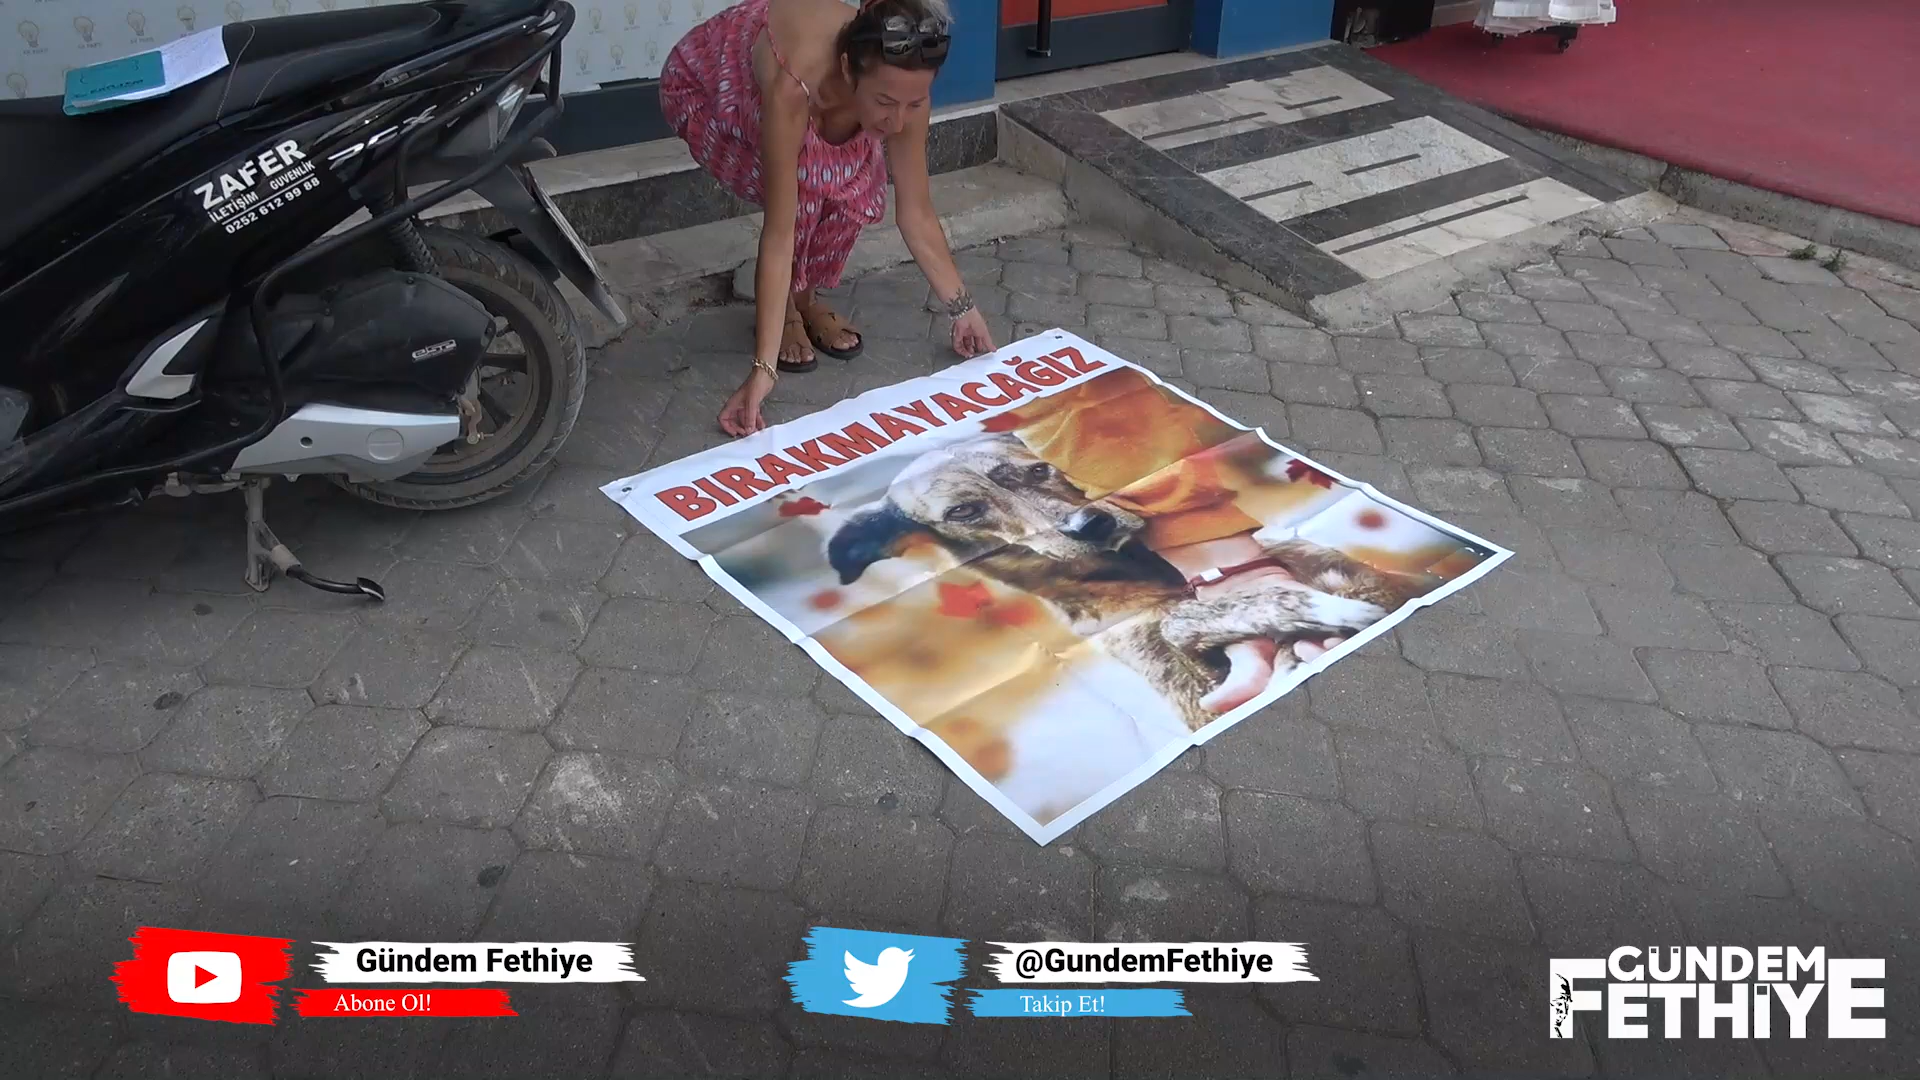 ZAFER
İLETİŞİM GÜVENLİK
0252 612 99 88
PCX
BIRAKMAYACAĞIZ
Gündem Fethiye
Abone Ol!
@GundemFethiye
Takip Et!
GÜNDEM
FETHİYE